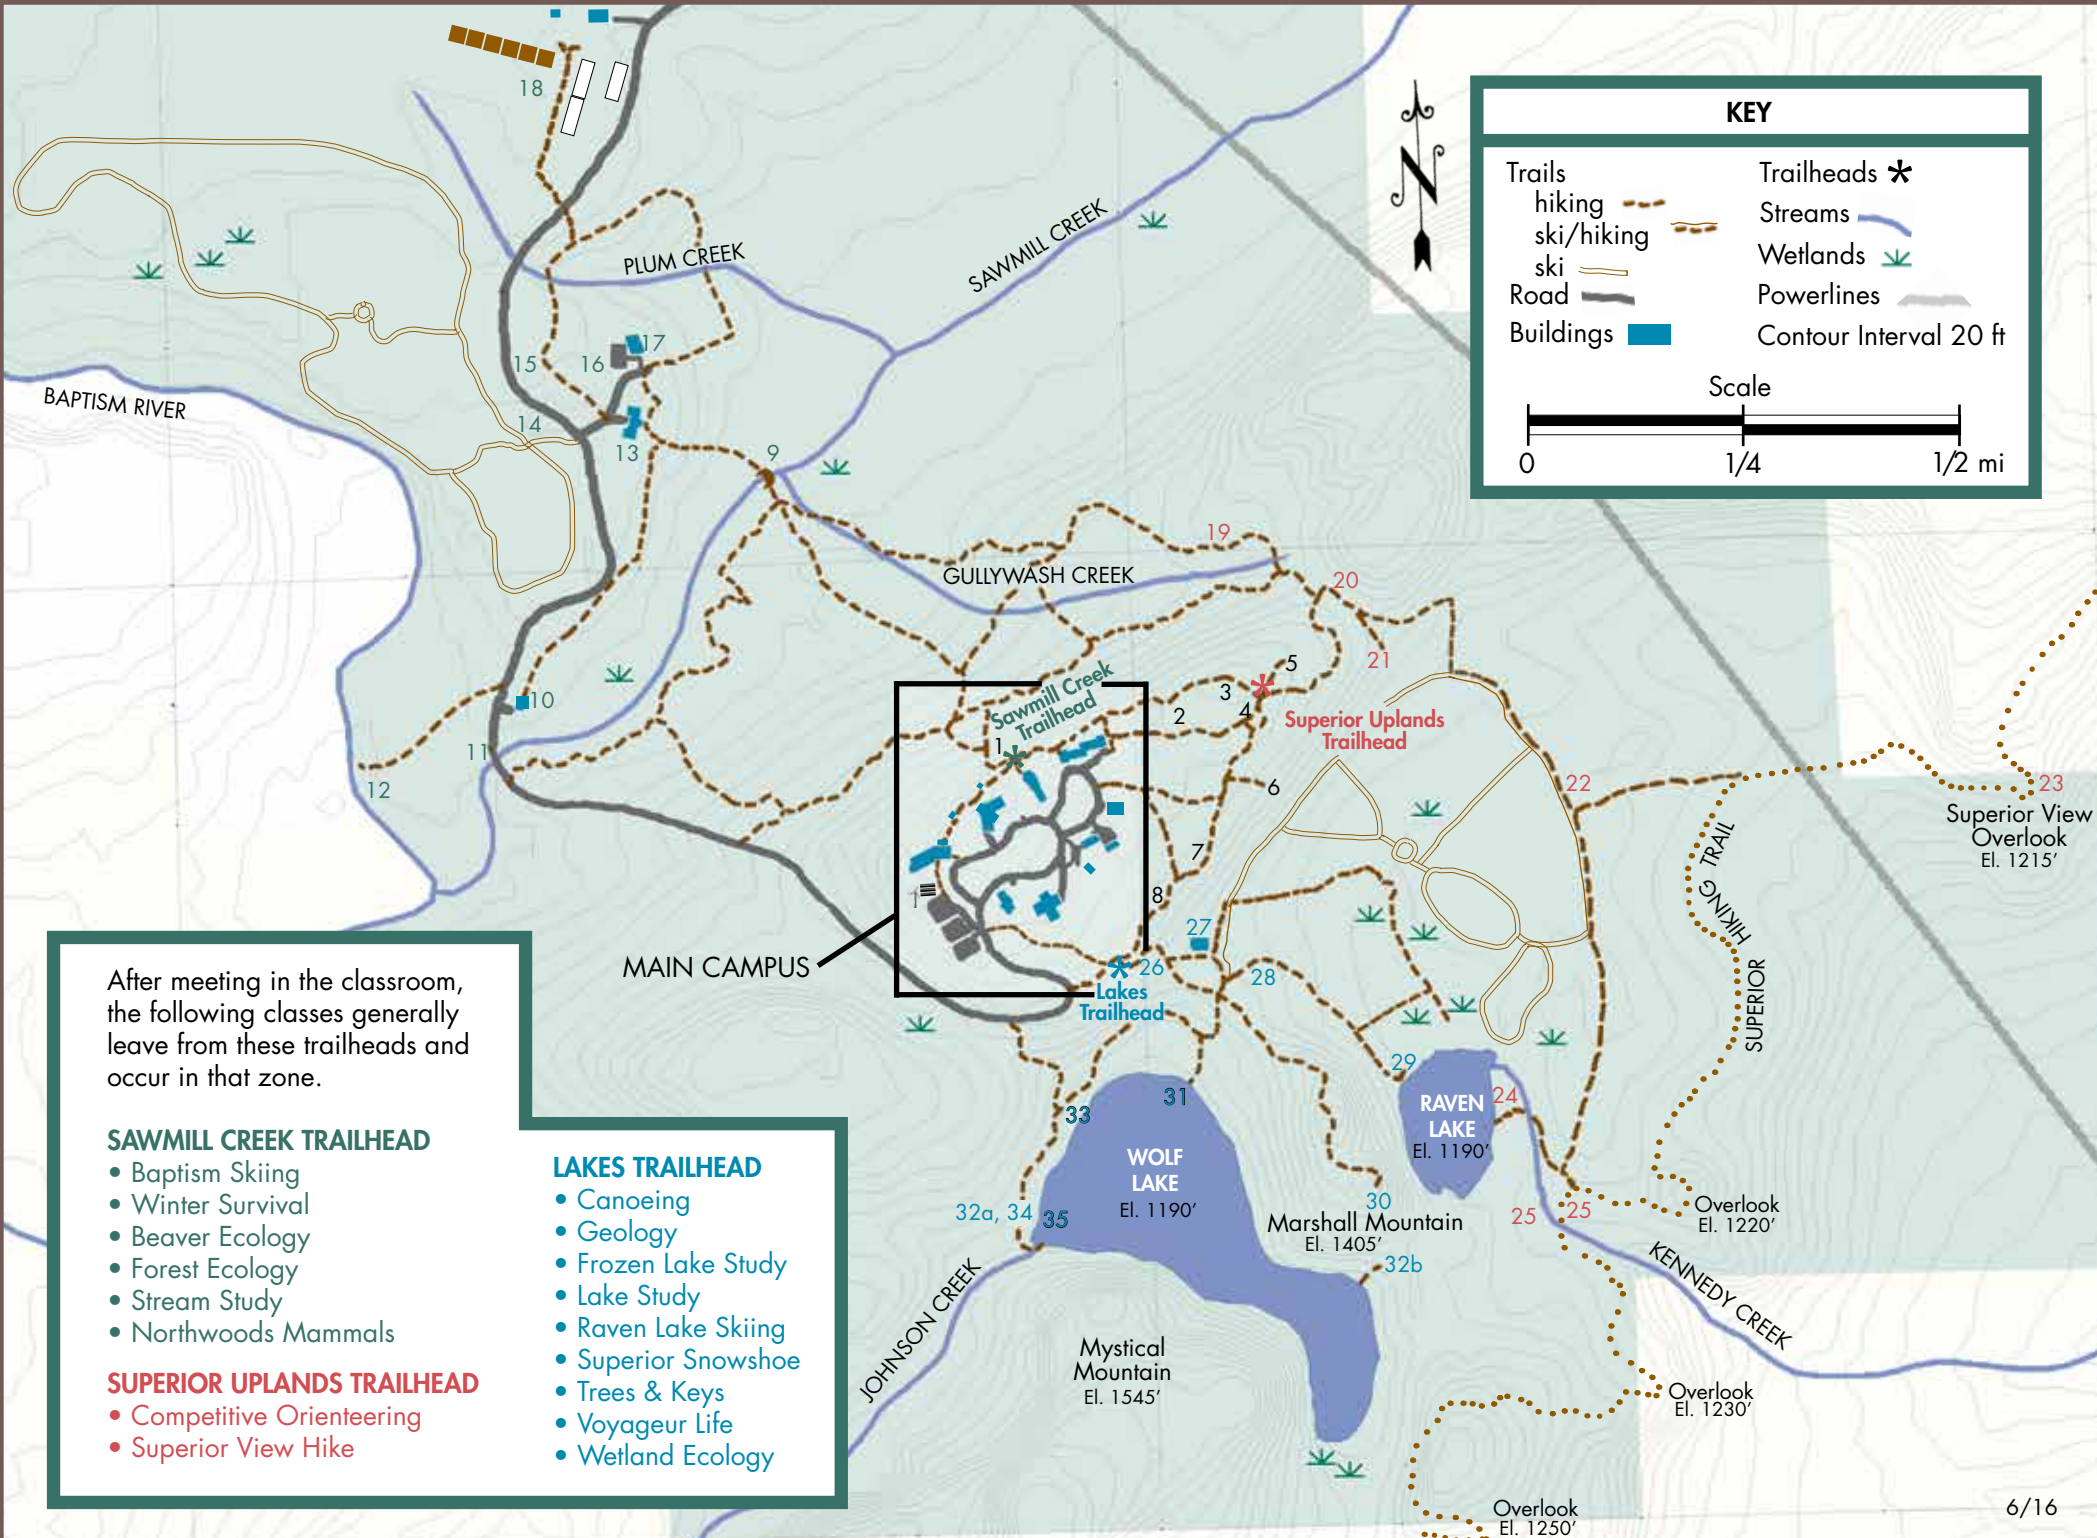 18
KEY
Trails
hiking
ski/hiking
ski
Road
Buildings
Trailheads
Streams
Wetlands
Powerlines
Contour Interval 20 ft
Scale
0
1/4
1/2 mi
N
PLUM CREEK
SAWMILL CREEK
BAPTISM RIVER
15
16
17
14
13
9
19
GULLYWASH CREEK
20
21
10
11
12
Sawmill Creek
Trailhead
1
2
3
4
5
Superior Uplands
Trailhead
6
7
8
22
23
Superior View
Overlook
El. 1215'
SUPERIOR
HIKING
TRAIL
MAIN CAMPUS
27
26
Lakes
Trailhead
28
29
31
33
RAVEN
LAKE
El. 1190'
24
WOLF
LAKE
El. 1190'
32a, 34
35
30
Marshall Mountain
El. 1405'
32b
25
25
Overlook
El. 1220'
KENNEDY CREEK
JOHNSON CREEK
Mystical
Mountain
El. 1545'
Overlook
El. 1230'
Overlook
El. 1250'
6/16
After meeting in the classroom,
the following classes generally
leave from these trailheads and
occur in that zone.
SAWMILL CREEK TRAILHEAD
• Baptism Skiing
• Winter Survival
• Beaver Ecology
• Forest Ecology
• Stream Study
• Northwoods Mammals
SUPERIOR UPLANDS TRAILHEAD
• Competitive Orienteering
• Superior View Hike
LAKES TRAILHEAD
• Canoeing
• Geology
• Frozen Lake Study
• Lake Study
• Raven Lake Skiing
• Superior Snowshoe
• Trees & Keys
• Voyageur Life
• Wetland Ecology